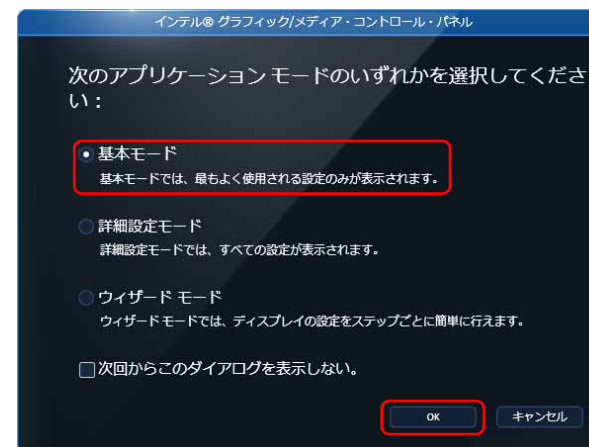 インテル® グラフィック/メディア・コントロール・パネル
次のアプリケーション モードのいずれかを選択してくださ
い：
基本モード
基本モードでは、最もよく使用される設定のみが表示されます。
詳細設定モード
詳細設定モードでは、すべての設定が表示されます。
ウィザード モード
ウィザード モードでは、ディスプレイの設定をステップごとに簡単に行えます。
次回からこのダイアログを表示しない。
OK キャンセル